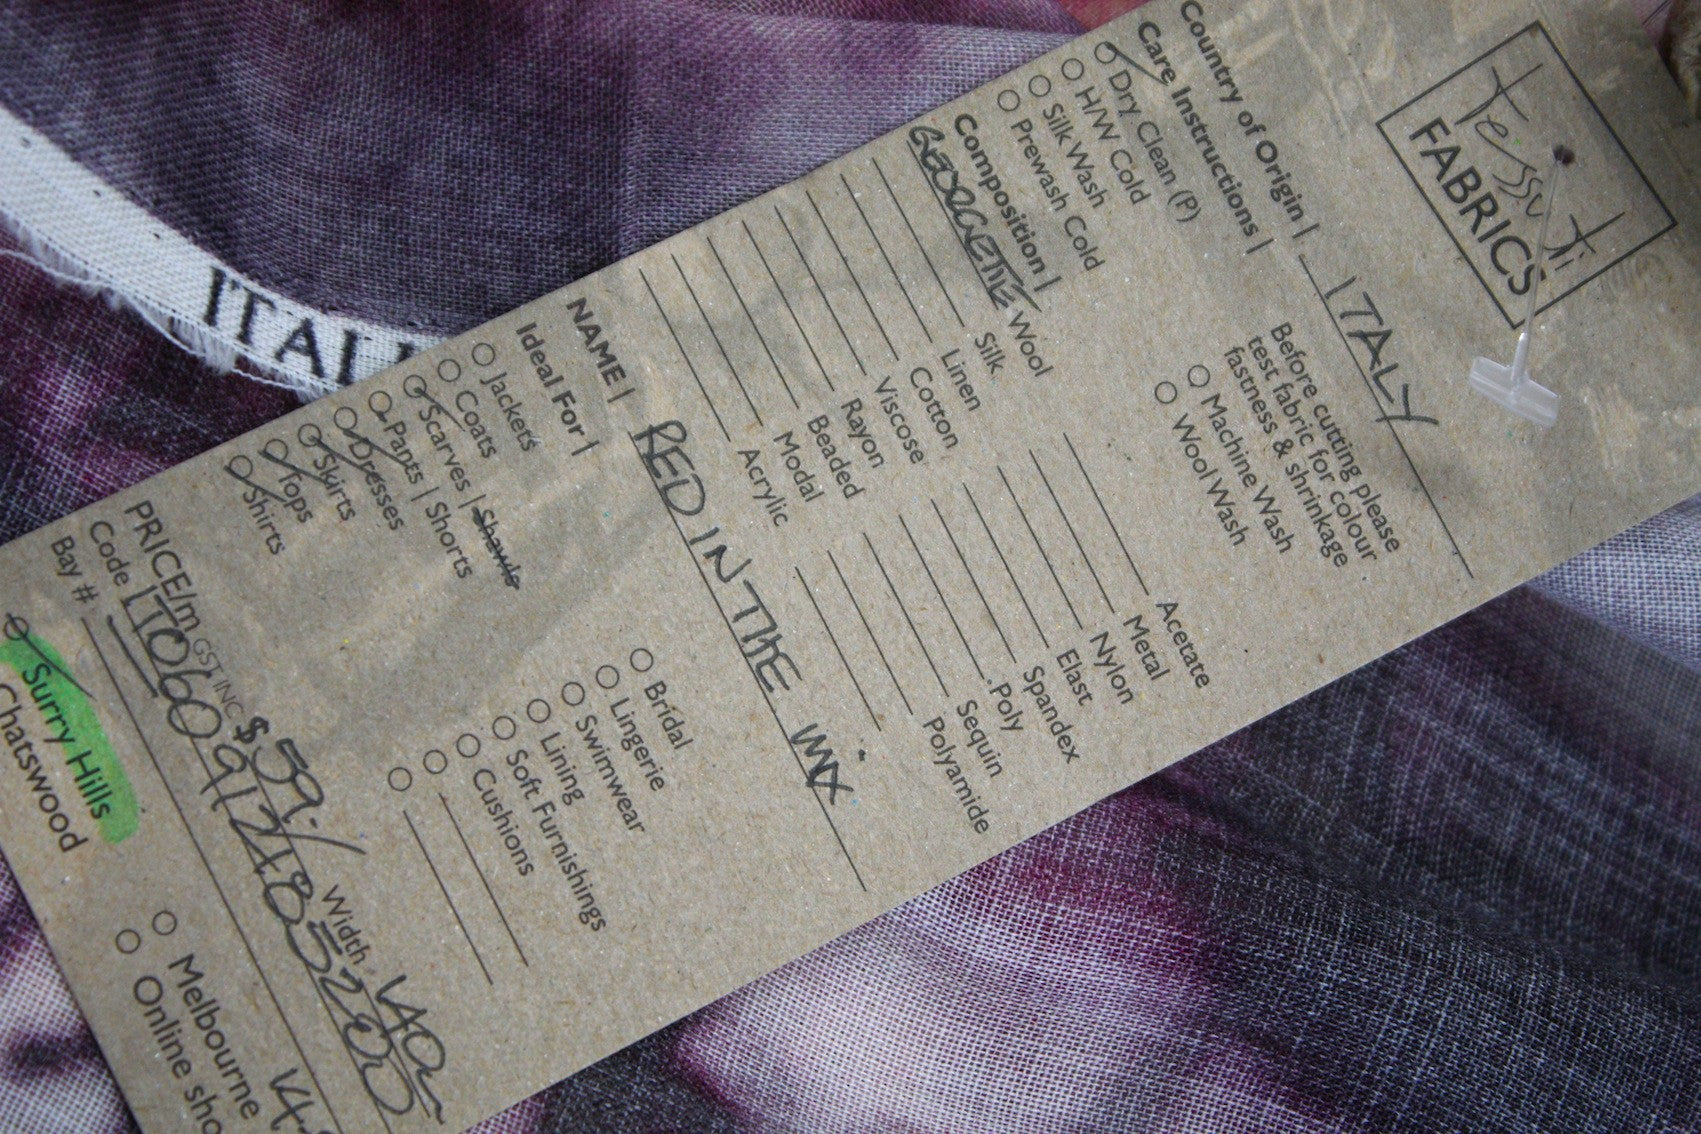 Tessuti
FABRICS
Country of Origin | ITALY
Care Instructions |
Dry Clean (P)
H/W Cold
Silk Wash
Prewash Cold
Before cutting please
test fabric for colour
fastness & shrinkage
Machine Wash
Wool Wash
Composition |
GEORGETTE Wool
Silk
Linen
Cotton
Viscose
Rayon
Beaded
Modal
Acrylic
Acetate
Metal
Nylon
Elast
Spandex
Poly
Sequin
Polyamide
NAME | RED IN THE MIX
Ideal For |
Jackets
Coats
Scarves | Shawls
Pants | Shorts
Dresses
Skirts
Tops
Shirts
Bridal
Lingerie
Swimwear
Lining
Soft Furnishings
Cushions
PRICE/m GST INC $59.- Width 140
Code
Bay #
Surry Hills
Chatswood
Melbourne
Online
ITAL